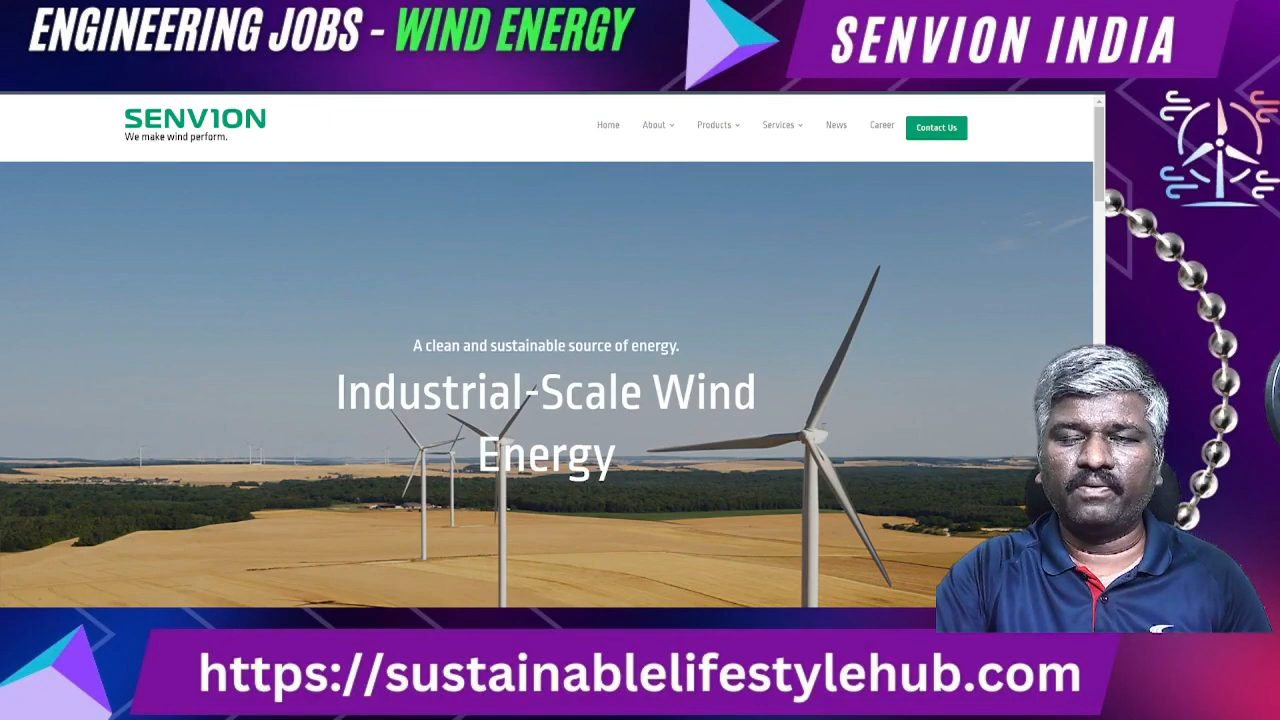 ENGINEERING JOBS - WIND ENERGY
SENVION INDIA
SENVION
We make wind perform.
Home About Products Services News Career Contact Us
A clean and sustainable source of energy.
Industrial-Scale Wind
Energy
https://sustainablelifestylehub.com